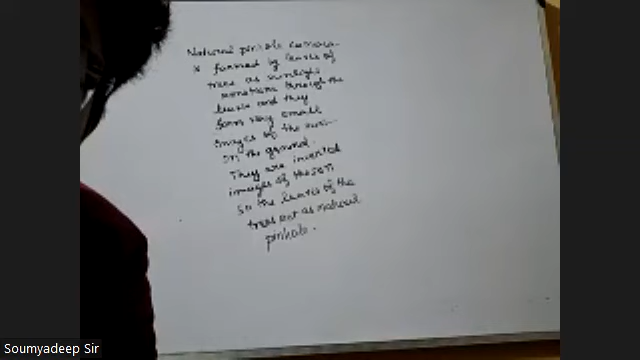 Natural pinhole camera
is formed by leaves of
trees as sunlight
sometimes through the
leaves and they
form very small
images of the sun
on the ground.
They are inverted
images of the sun
So the leaves of the
trees act as natural
pinhole.
Soumyadeep Sir